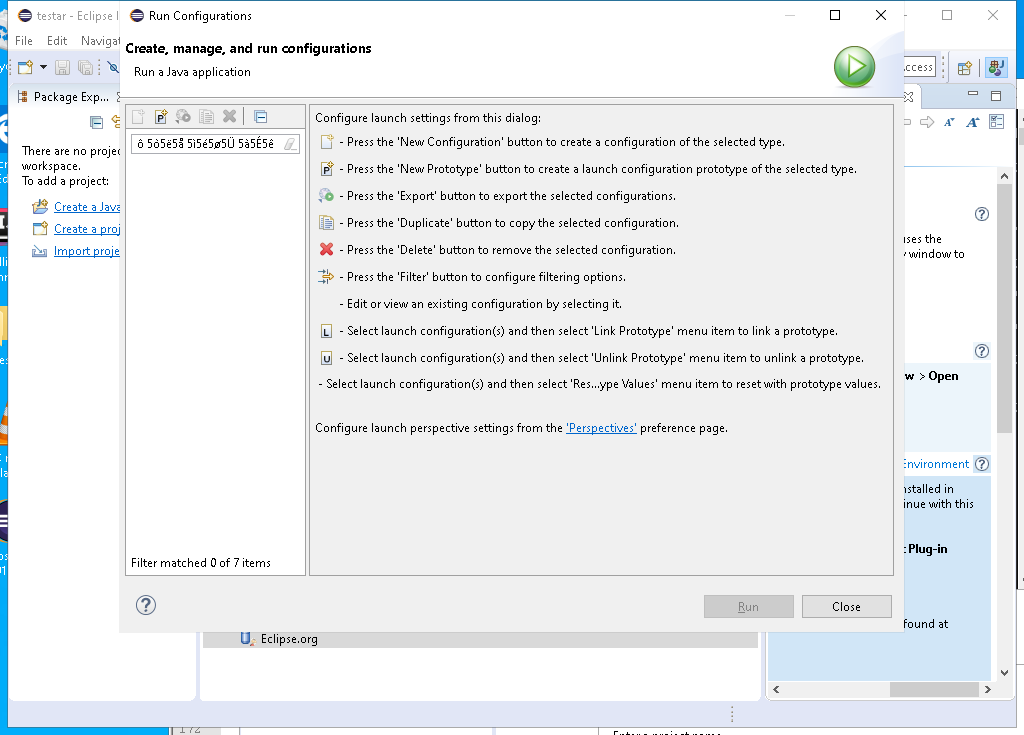 testar - Eclipse I
Run Configurations
File Edit Navigat
Create, manage, and run configurations
Run a Java application
Access
Package Exp...
ô 5ò5ë5å 5ì5é5ø5Ü 5à5É5ê
Configure launch settings from this dialog:
- Press the 'New Configuration' button to create a configuration of the selected type.
- Press the 'New Prototype' button to create a launch configuration prototype of the selected type.
- Press the 'Export' button to export the selected configurations.
- Press the 'Duplicate' button to copy the selected configuration.
- Press the 'Delete' button to remove the selected configuration.
- Press the 'Filter' button to configure filtering options.
- Edit or view an existing configuration by selecting it.
- Select launch configuration(s) and then select 'Link Prototype' menu item to link a prototype.
- Select launch configuration(s) and then select 'Unlink Prototype' menu item to unlink a prototype.
- Select launch configuration(s) and then select 'Res...ype Values' menu item to reset with prototype values.
Configure launch perspective settings from the 'Perspectives' preference page.
There are no projec
workspace.
To add a project:
Create a Java
Create a proj
Import proje
uses the
window to
w > Open
Environment
nstalled in
nue with this
t Plug-in
found at
Filter matched 0 of 7 items
Run
Close
Eclipse.org
172
Enter a project name